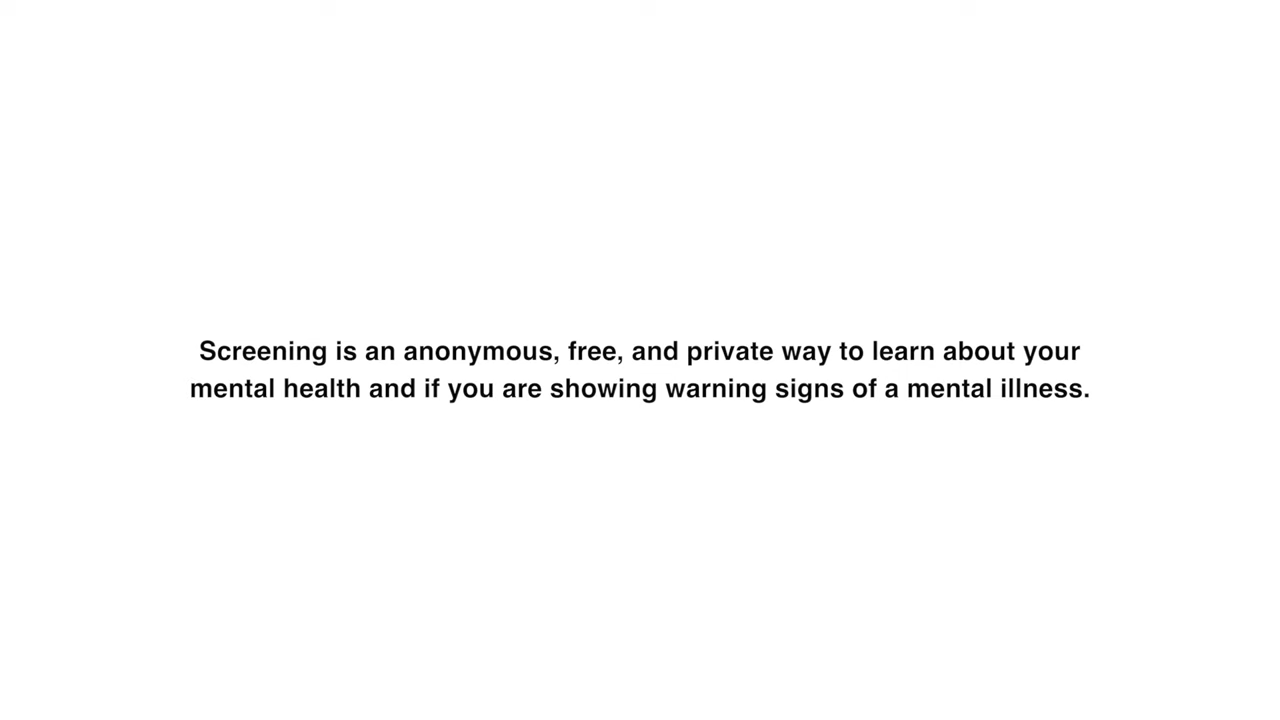 Screening is an anonymous, free, and private way to learn about your
mental health and if you are showing warning signs of a mental illness.